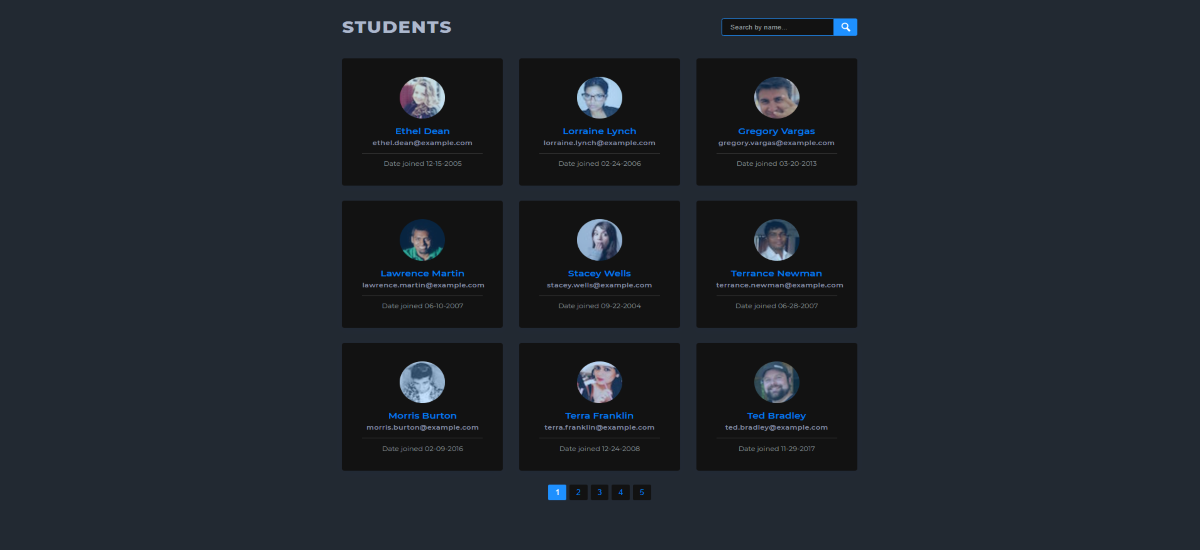 STUDENTS
Search by name...
Ethel Dean
ethel.dean@example.com
Date joined 12-15-2005
Lorraine Lynch
lorraine.lynch@example.com
Date joined 02-24-2006
Gregory Vargas
gregory.vargas@example.com
Date joined 03-20-2013
Lawrence Martin
lawrence.martin@example.com
Date joined 06-10-2007
Stacey Wells
stacey.wells@example.com
Date joined 09-22-2004
Terrance Newman
terrance.newman@example.com
Date joined 06-28-2007
Morris Burton
morris.burton@example.com
Date joined 02-09-2016
Terra Franklin
terra.franklin@example.com
Date joined 12-24-2008
Ted Bradley
ted.bradley@example.com
Date joined 11-29-2017
1 2 3 4 5